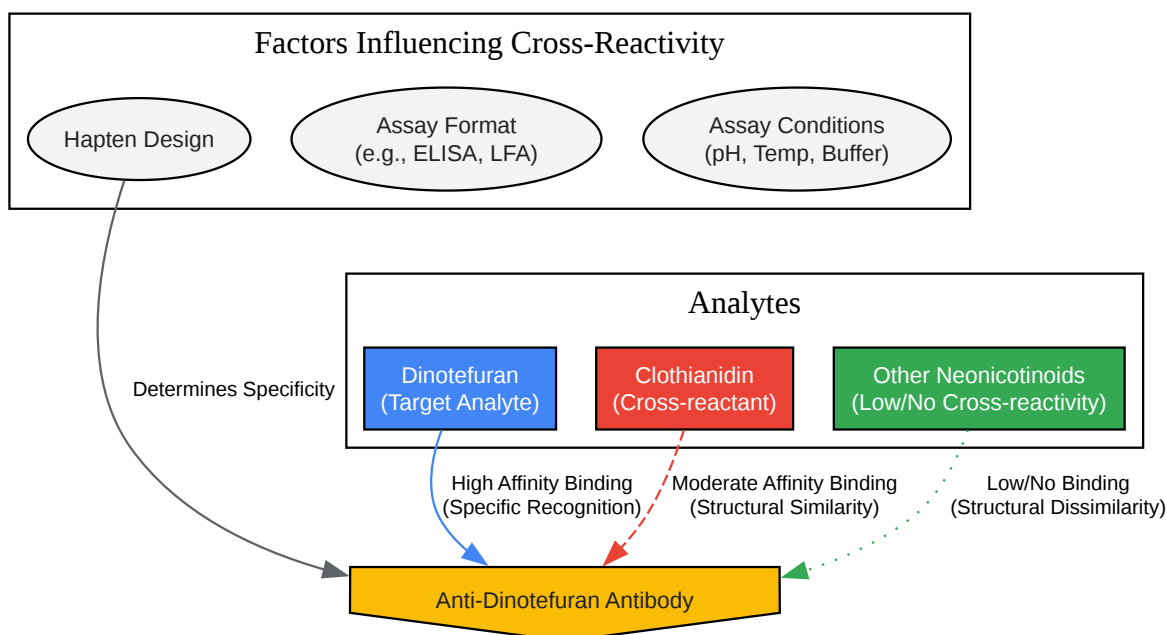 Factors Influencing Cross-Reactivity
Hapten Design
Assay Format
(e.g., ELISA, LFA)
Assay Conditions
(pH, Temp, Buffer)
Analytes
Determines Specificity
Dinotefuran
(Target Analyte)
Clothianidin
(Cross-reactant)
Other Neonicotinoids
(Low/No Cross-reactivity)
High Affinity Binding
(Specific Recognition)
Moderate Affinity Binding
(Structural Similarity)
Low/No Binding
(Structural Dissimilarity)
Anti-Dinotefuran Antibody